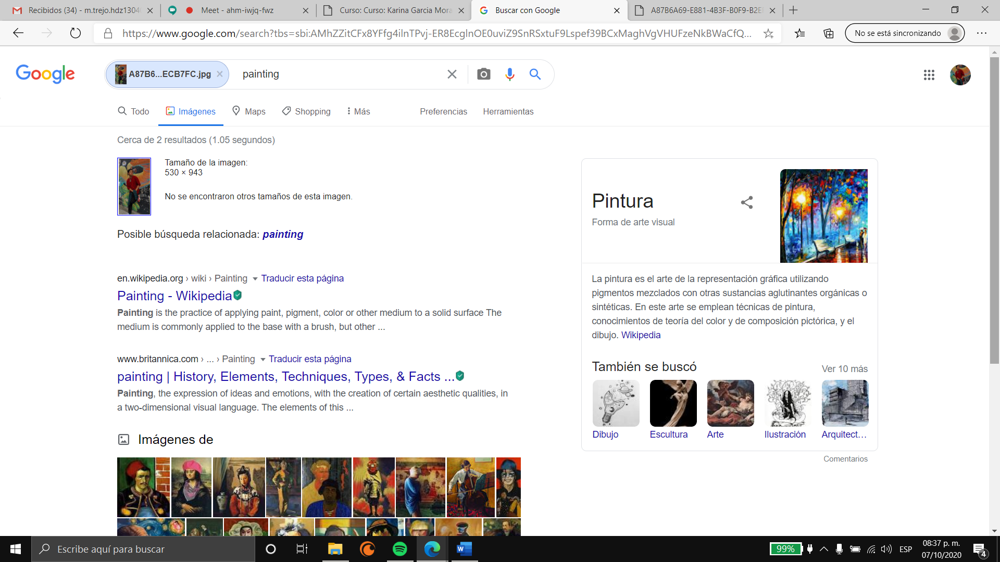 Recibidos (34) - m.trejo.hdz1304
Meet - ahm-iwjq-fwz
Curso: Curso: Karina Garcia Mora
Buscar con Google
A87B6A69-E881-4B3F-B0F9-B2E
https://www.google.com/search?tbs=sbi:AMhZZitCFx8YFfg4ilnTPvj-ER8EcgInOE0uviZ9SnRSxtuF9Lspef39BCxMaghVgVHUFzeNkBWaCfQ...
No se está sincronizando
Google
A87B6...ECB7FC.jpg
painting
Todo
Imágenes
Maps
Shopping
Más
Preferencias
Herramientas
Cerca de 2 resultados (1.05 segundos)
Tamaño de la imagen:
530 × 943
No se encontraron otros tamaños de esta imagen.
Posible búsqueda relacionada: painting
en.wikipedia.org › wiki › Painting
Traducir esta página
Painting - Wikipedia
Painting is the practice of applying paint, pigment, color or other medium to a solid surface The
medium is commonly applied to the base with a brush, but other ...
www.britannica.com › ... › Painting
Traducir esta página
painting | History, Elements, Techniques, Types, & Facts ...
Painting, the expression of ideas and emotions, with the creation of certain aesthetic qualities, in
a two-dimensional visual language. The elements of this ...
Imágenes de
Pintura
Forma de arte visual
La pintura es el arte de la representación gráfica utilizando
pigmentos mezclados con otras sustancias aglutinantes orgánicas o
sintéticas. En este arte se emplean técnicas de pintura,
conocimientos de teoría del color y de composición pictórica, y el
dibujo. Wikipedia
También se buscó
Ver 10 más
Dibujo
Escultura
Arte
Ilustración
Arquitect...
Comentarios
Escribe aquí para buscar
99%
ESP
08:37 p. m.
07/10/2020
4